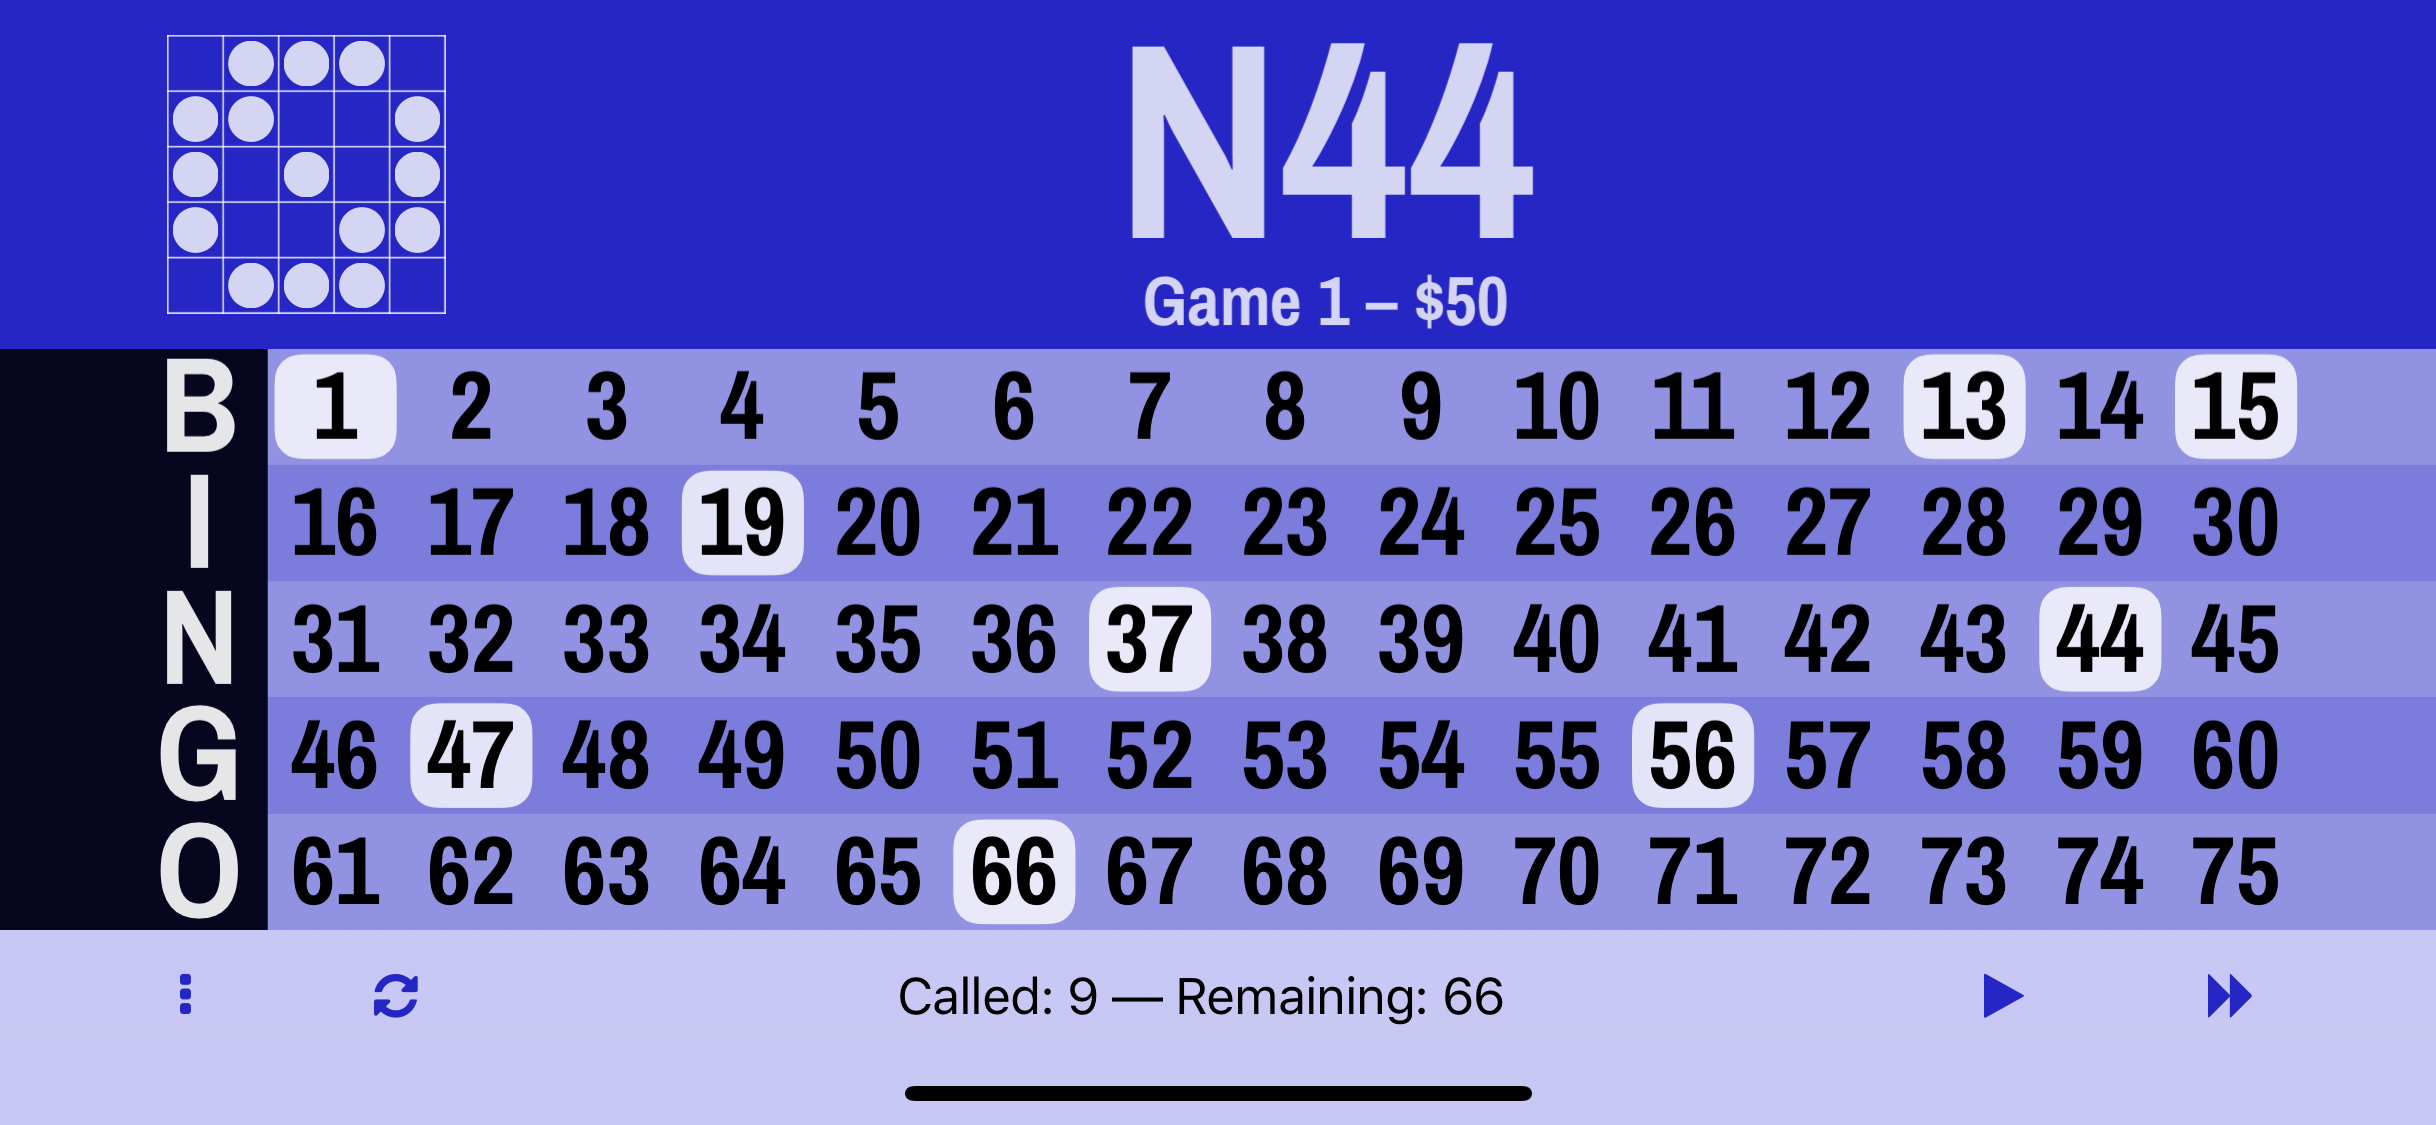 N44
Game 1 – $50
B 1 2 3 4 5 6 7 8 9 10 11 12 13 14 15
I 16 17 18 19 20 21 22 23 24 25 26 27 28 29 30
N 31 32 33 34 35 36 37 38 39 40 41 42 43 44 45
G 46 47 48 49 50 51 52 53 54 55 56 57 58 59 60
O 61 62 63 64 65 66 67 68 69 70 71 72 73 74 75
Called: 9 — Remaining: 66